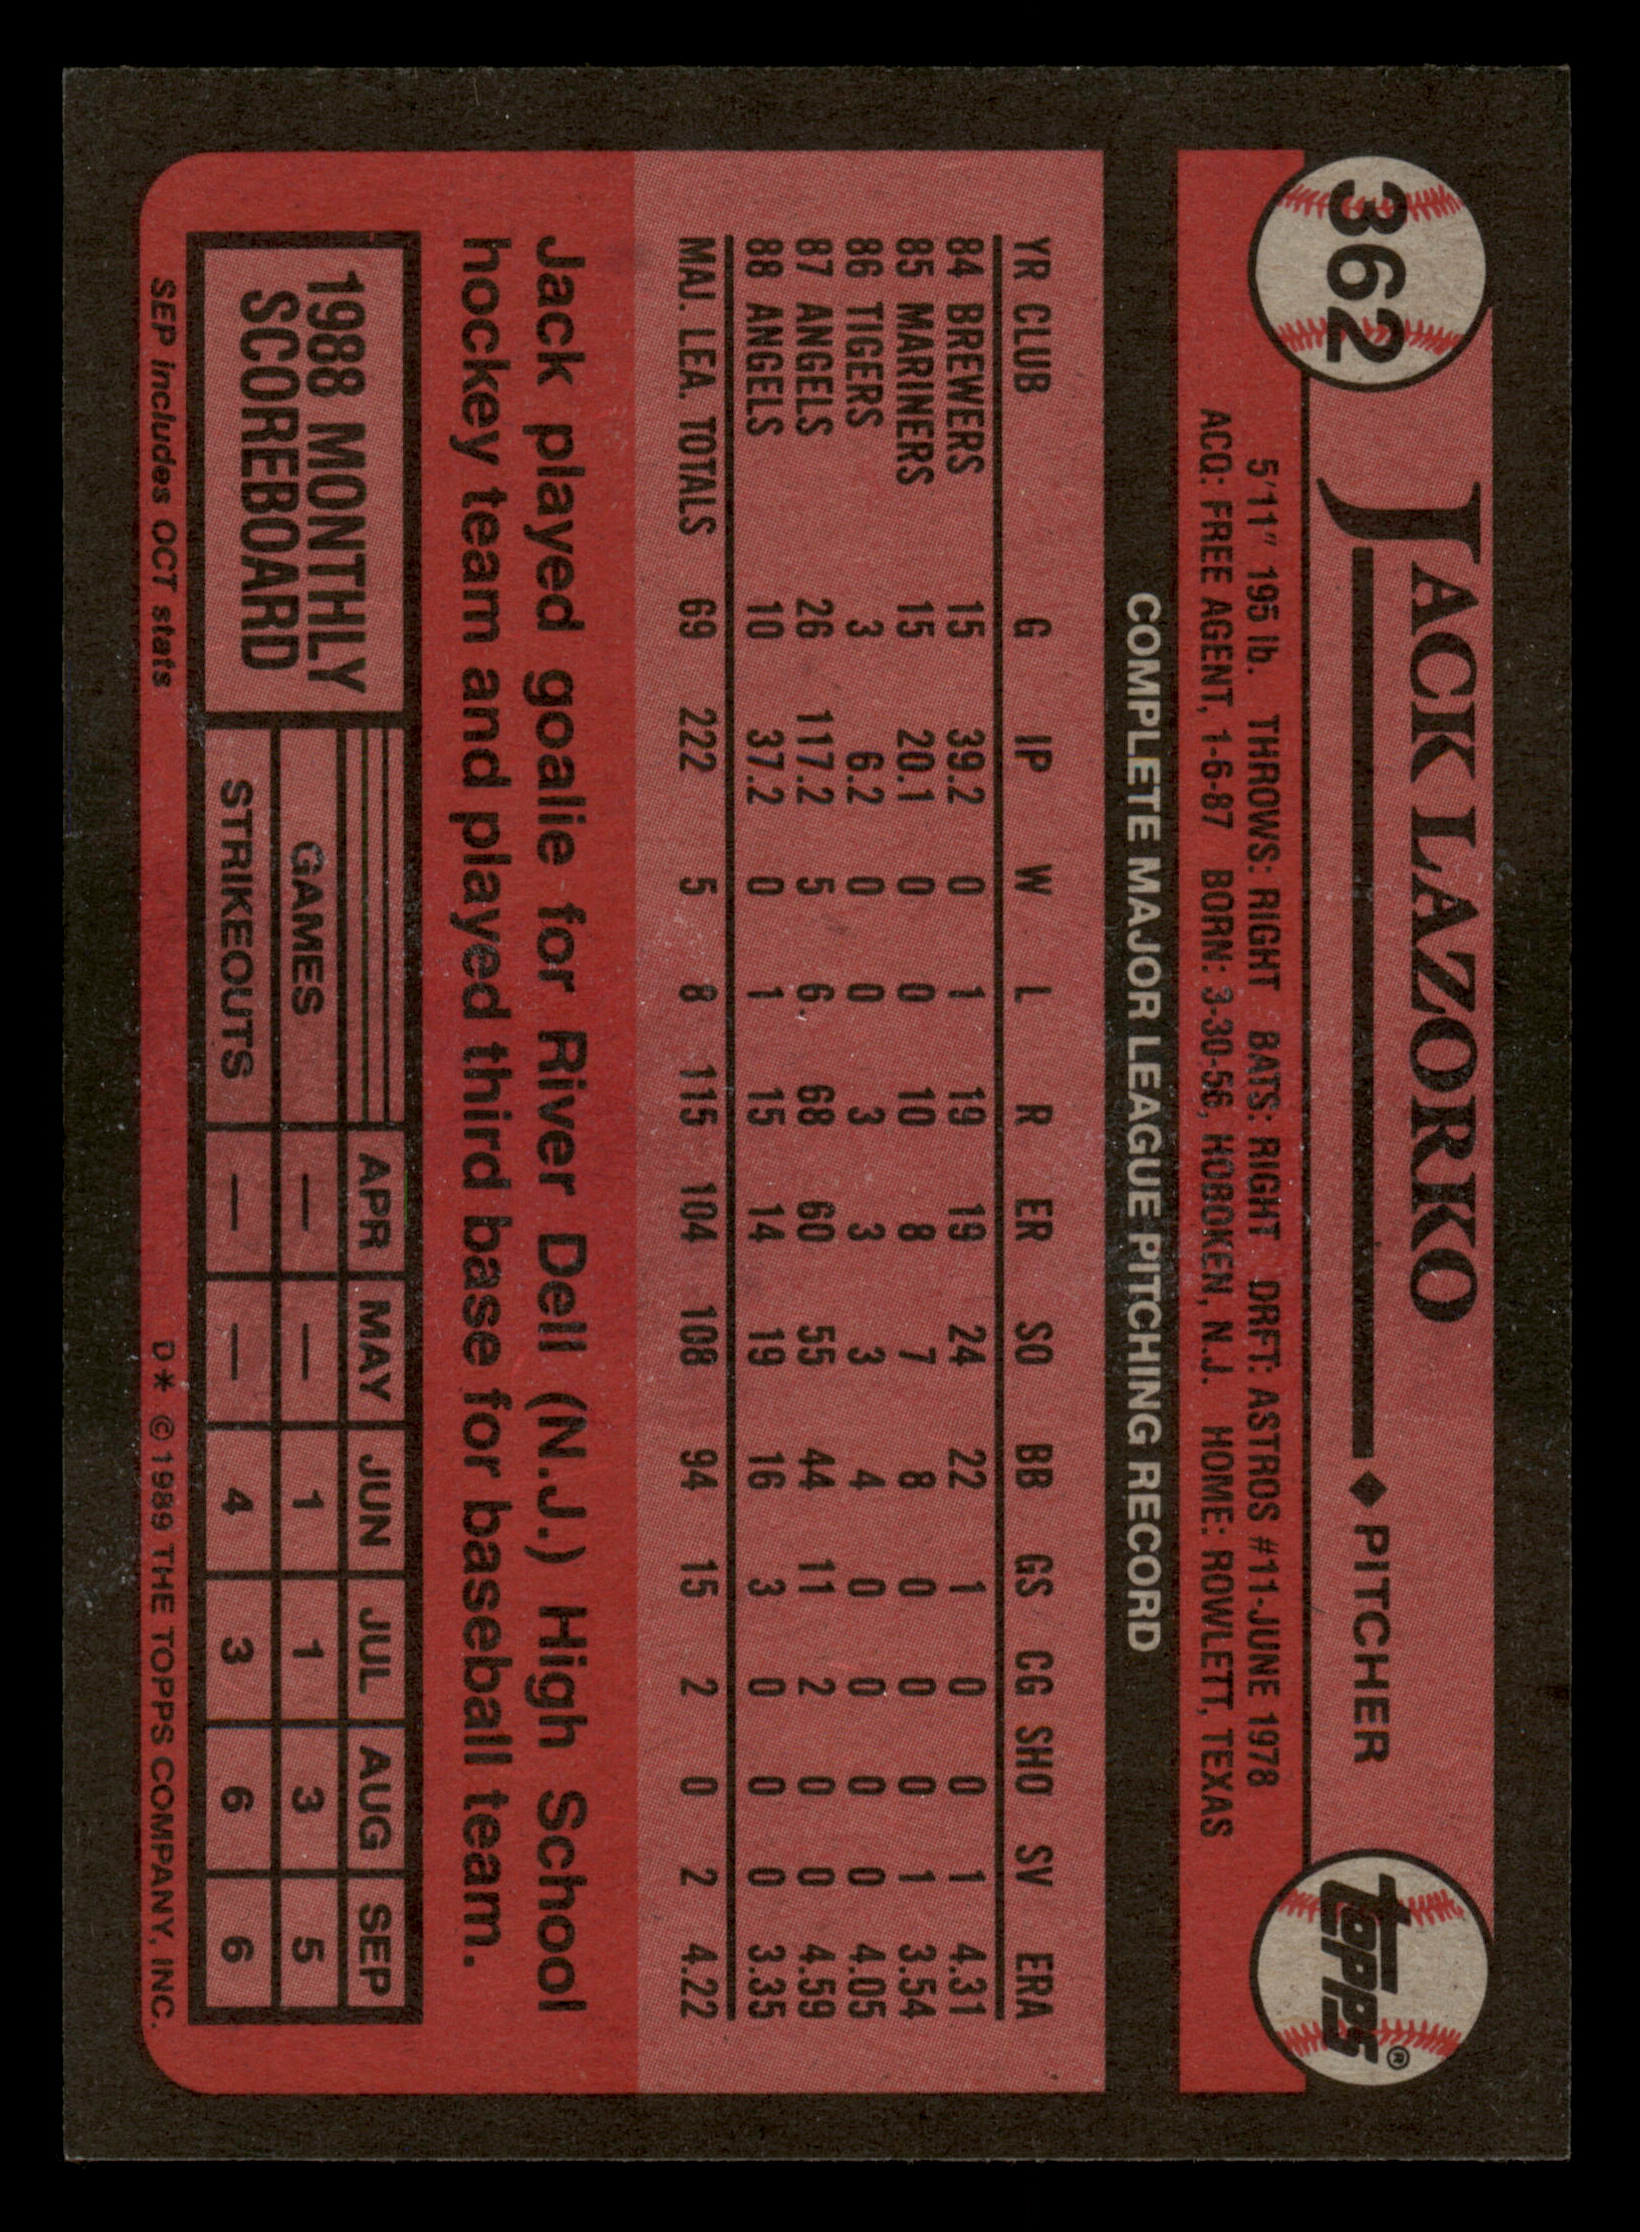 362
JACK LAZORKO ◆ PITCHER
topps®
5'11" 195 lb. THROWS: RIGHT BATS: RIGHT DRFT: ASTROS #11-JUNE 1978
ACQ: FREE AGENT, 1-6-87 BORN: 3-30-56, HOBOKEN, N.J. HOME: ROWLETT, TEXAS
COMPLETE MAJOR LEAGUE PITCHING RECORD
YR CLUB G IP W L R ER SO BB GS CG SHO SV ERA
84 BREWERS 15 39.2 0 1 19 19 24 22 1 0 0 1 4.31
85 MARINERS 15 20.1 0 0 10 8 7 8 0 0 0 1 3.54
86 TIGERS 3 6.2 0 0 3 3 3 4 0 0 0 0 4.05
87 ANGELS 26 117.2 5 6. 68 60 55 44 11 2 0 0 4.59
88 ANGELS 10 37.2 0 1 15 14 19 16 3 0 0 0 3.35
MAJ. LEA. TOTALS 69 222 5 8 115 104 108 94 15 2 0 2 4.22
Jack played goalie for River Dell (N.J.) High School
hockey team and played third base for baseball team.
1988 MONTHLY
SCOREBOARD
APR MAY JUN JUL AUG SEP
GAMES — — 1 1 3 5
STRIKEOUTS — — 4 3 6 6
SEP includes OCT stats
D* ©1989 THE TOPPS COMPANY, INC.